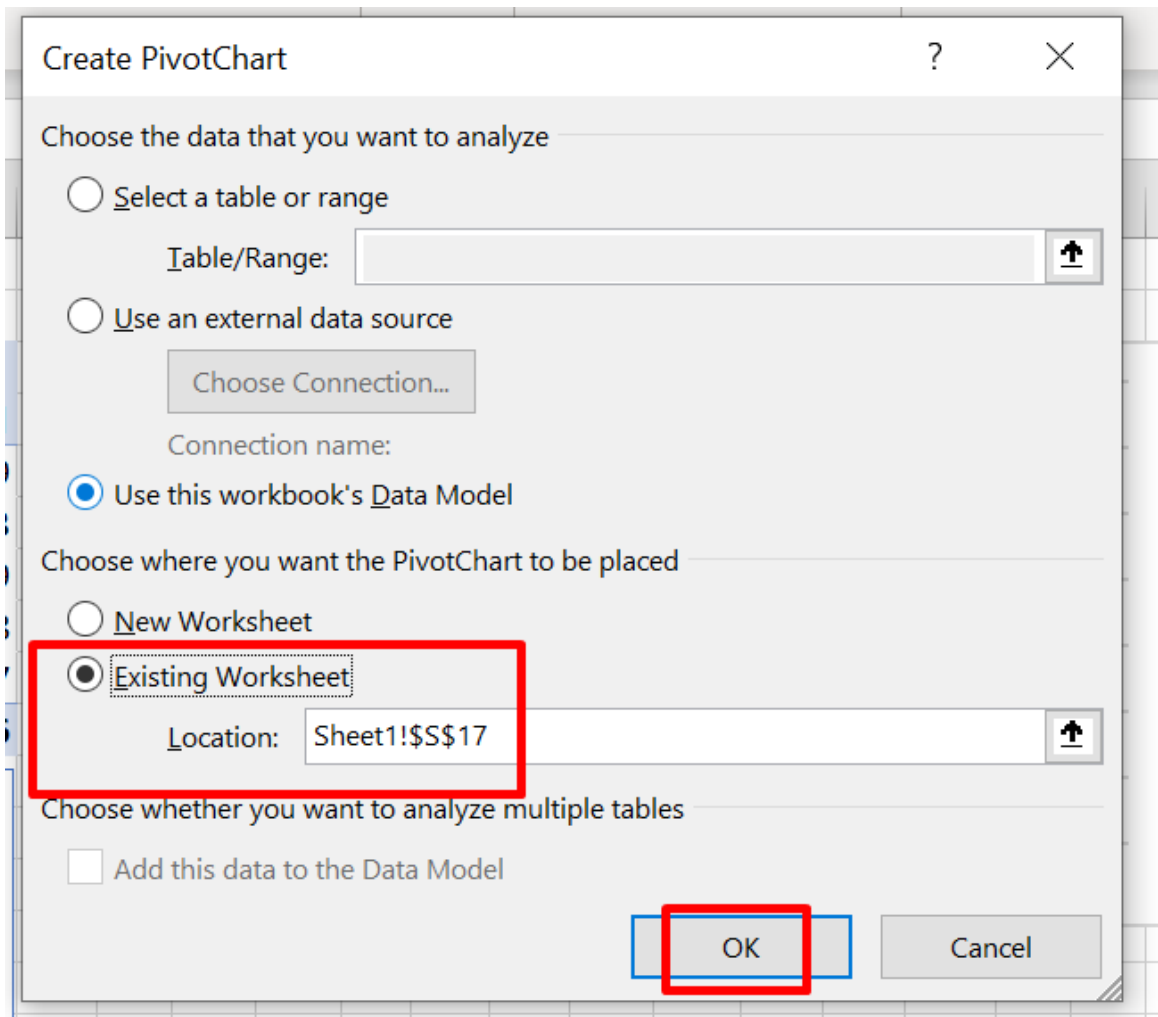 Create PivotChart ?
Choose the data that you want to analyze
Select a table or range
Table/Range:
Use an external data source
Choose Connection...
Connection name:
Use this workbook's Data Model
Choose where you want the PivotChart to be placed
New Worksheet
Existing Worksheet
Location: Sheet1!$S$17
Choose whether you want to analyze multiple tables
Add this data to the Data Model
OK Cancel